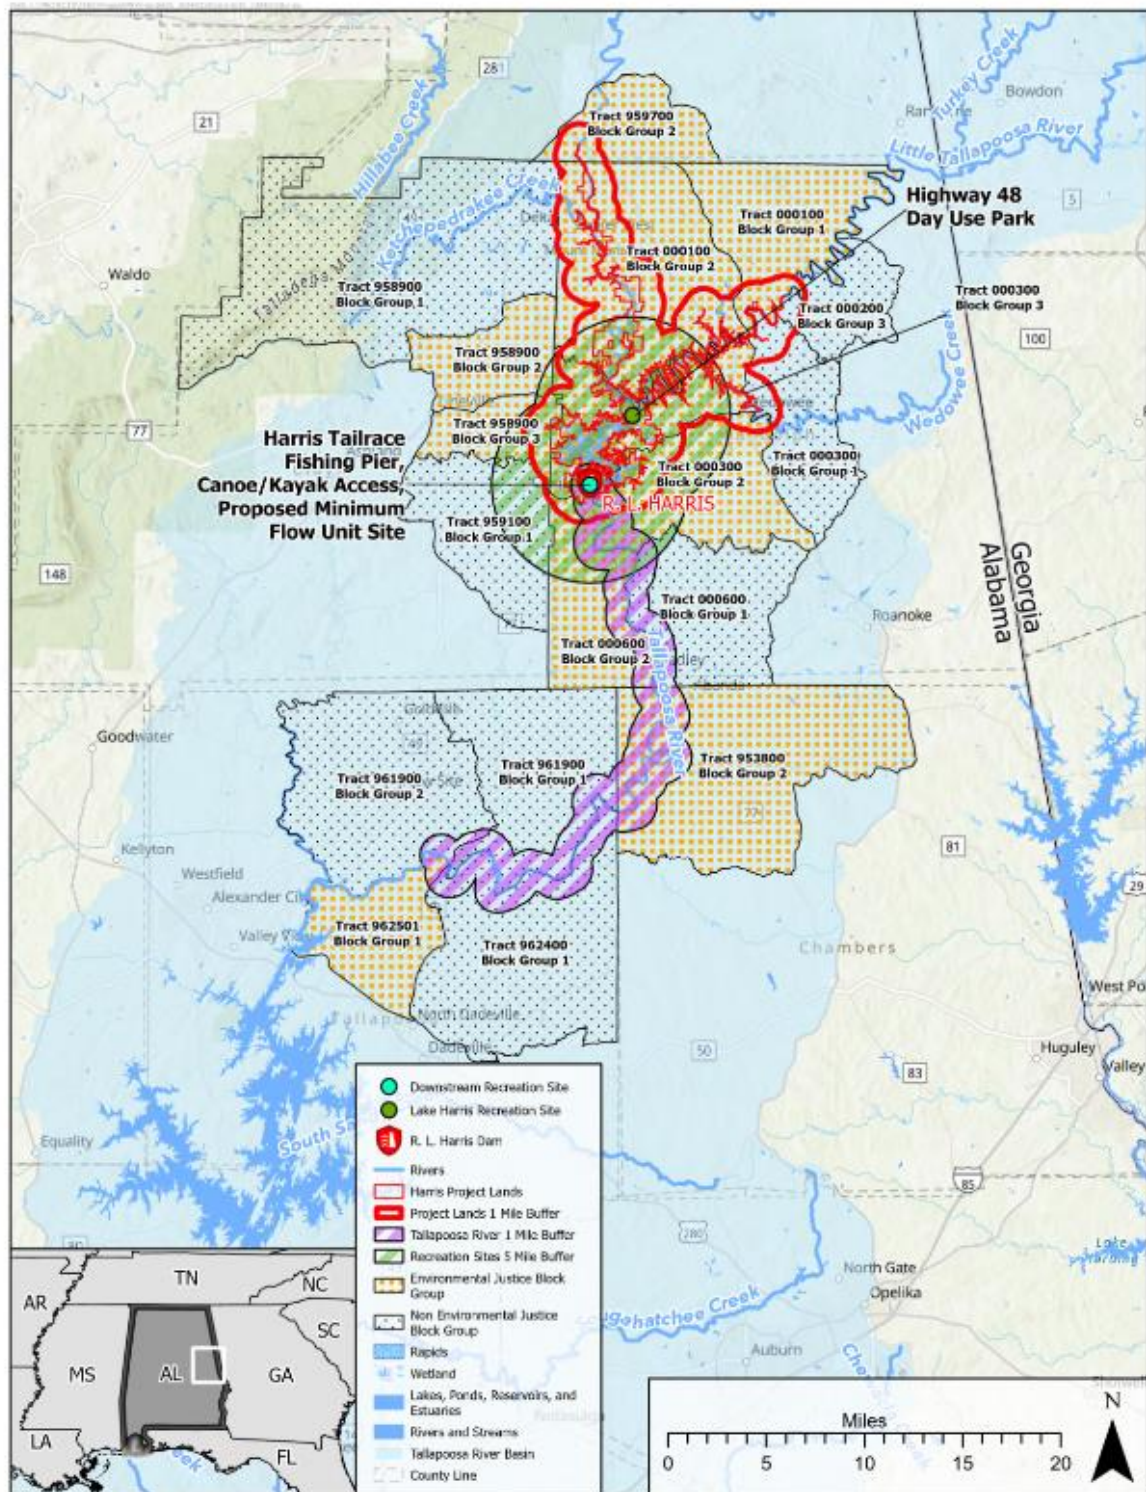 281
21
Turkey Creek
Bowdon
Little Tallapoosa River
Hillabee Creek
Tract 959700
Block Group 2
Ketchepedrakee Creek
5
Highway 48
Day Use Park
Tract 000100
Block Group 1
Tract 000100
Block Group 2
Waldo
Tract 958900
Block Group 1
Tract 000300
Block Group 3
Tract 000200
Block Group 3
100
Tract 958900
Block Group 2
Wedowee Creek
77
Tract 958900
Block Group 3
Harris Tailrace
Fishing Pier,
Canoe/Kayak Access,
Proposed Minimum
Flow Unit Site
Tract 000300
Block Group 1
Tract 000300
Block Group 2
R. L. HARRIS
Tract 959100
Block Group 1
148
Georgia
Alabama
Tract 000600
Block Group 1
Roanoke
Tract 000600
Block Group 2
Tallapoosa River
Goodwater
Tract 961900
Block Group 1
Tract 953800
Block Group 2
Tract 961900
Block Group 2
Kellyton
81
Westfield
29
Alexander Ci
Tract 962501
Block Group 1
Tract 962400
Block Group 1
Chambers
West Po
North Dadeville
Dadeville
50
Huguley
83
Valley
Equality
South Sa
85
280
North Gate
Opelika
Auburn
Downstream Recreation Site
Lake Harris Recreation Site
R. L. Harris Dam
Rivers
Harris Project Lands
Project Lands 1 Mile Buffer
Tallapoosa River 1 Mile Buffer
Recreation Sites 5 Mile Buffer
Environmental Justice Block
Group
Non Environmental Justice
Block Group
Rapids
Wetland
Lakes, Ponds, Reservoirs, and
Estuaries
Rivers and Streams
Tallapoosa River Basin
County Line
TN
NC
AR
SC
MS
AL
GA
LA
FL
Miles
0 5 10 15 20
N